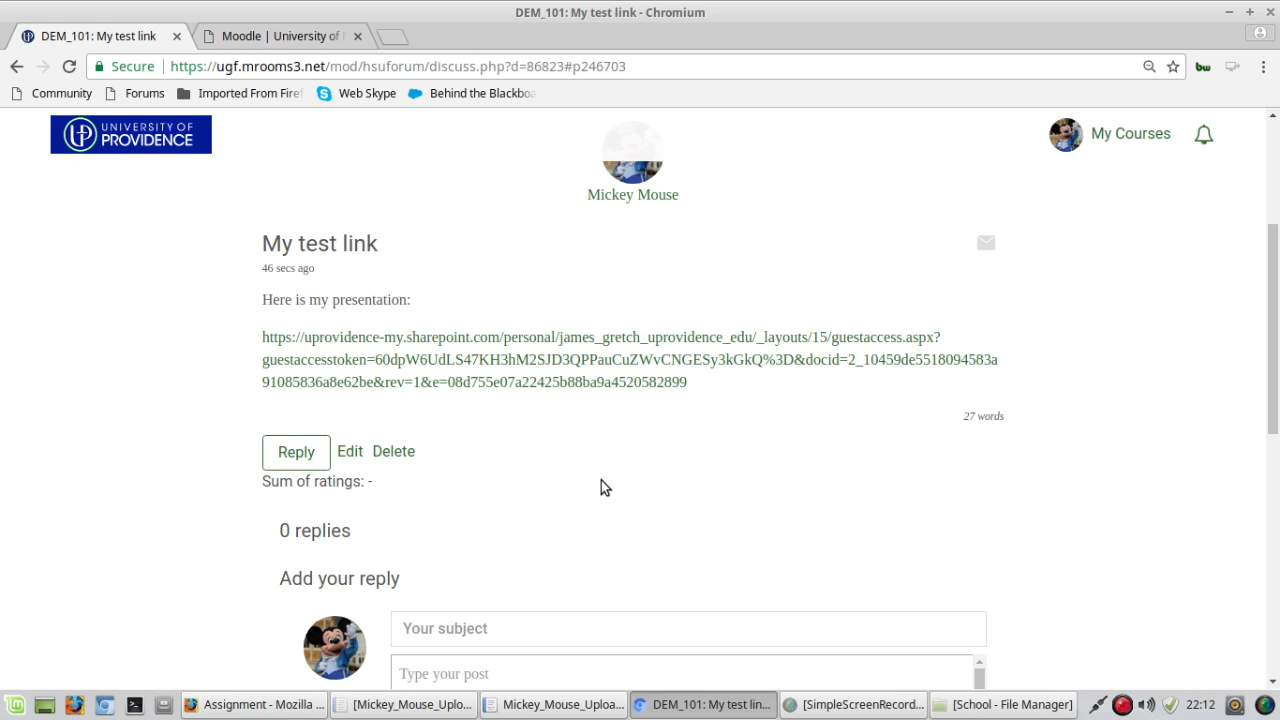 DEM_101: My test link - Chromium
DEM_101: My test link
Moodle | University of
Secure https://ugf.mrooms3.net/mod/hsuforum/discuss.php?d=86823#p246703
bw
Community Forums Imported From Firef Web Skype Behind the Blackboa
UP UNIVERSITY OF PROVIDENCE
My Courses
Mickey Mouse
My test link
46 secs ago
Here is my presentation:
https://uprovidence-my.sharepoint.com/personal/james_gretch_uprovidence_edu/_layouts/15/guestaccess.aspx?
guestaccesstoken=60dpW6UdLS47KH3hM2SJD3QPPauCuZWvCNGESy3kGkQ%3D&docid=2_10459de5518094583a
91085836a8e62be&rev=1&e=08d755e07a22425b88ba9a4520582899
27 words
Reply Edit Delete
Sum of ratings: -
0 replies
Add your reply
Your subject
Type your post
Assignment - Mozilla ... [Mickey_Mouse_Uplo... Mickey_Mouse_Uploa... DEM_101: My test lin... [SimpleScreenRecord... [School - File Manager] 22:12